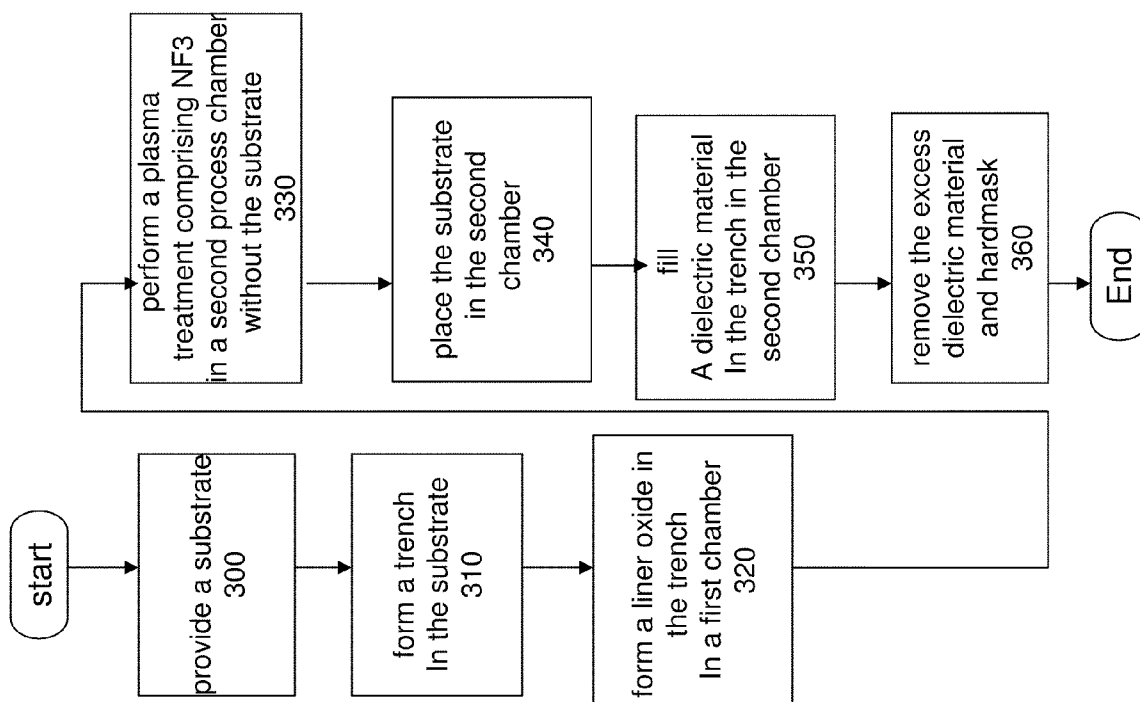 start
provide a substrate
300
form a trench
In the substrate
310
form a liner oxide in
the trench
In a first chamber
320
perform a plasma
treatment comprising NF3
in a second process chamber
without the substrate
330
place the substrate
in the second
chamber
340
fill
A dielectric material
In the trench in the
second chamber
350
remove the excess
dielectric material
and hardmask
360
End